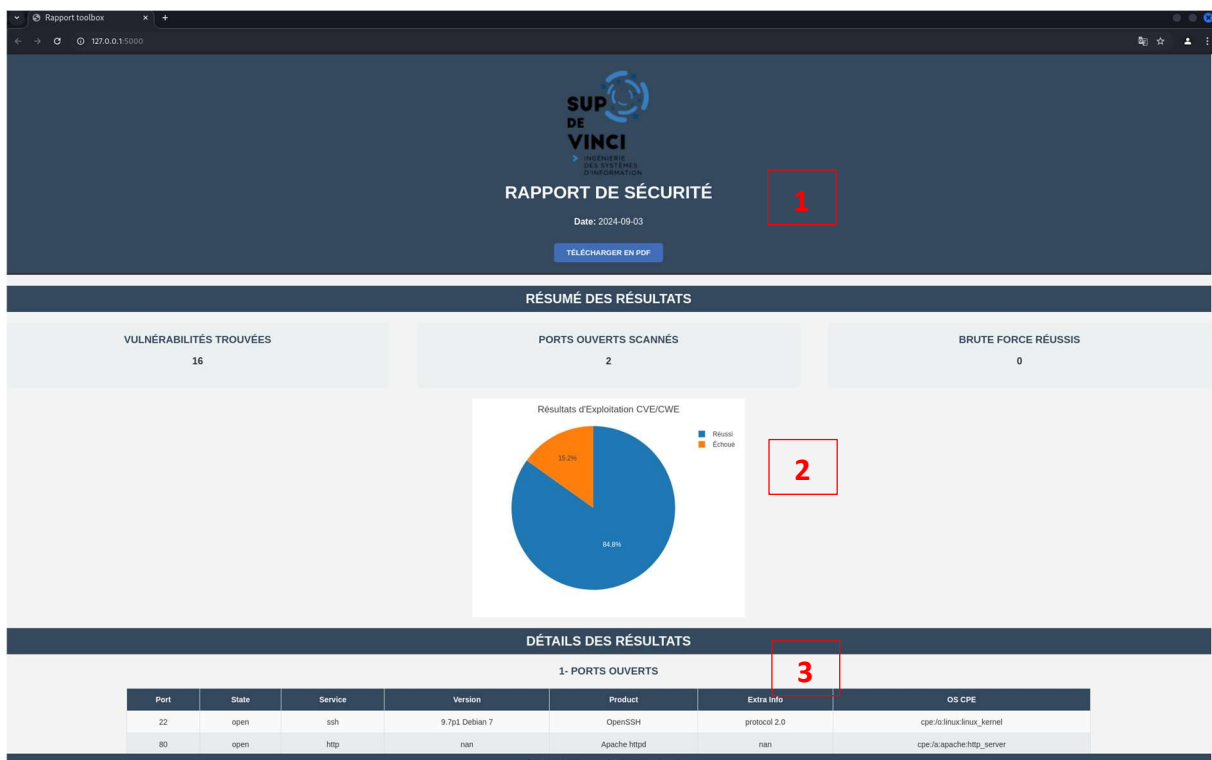 Rapport toolbox
127.0.0.1:5000
SUP
DE
VINCI
> INGÉNIERIE
DES SYSTÈMES
D'INFORMATION
RAPPORT DE SÉCURITÉ
1
Date: 2024-09-03
TÉLÉCHARGER EN PDF
RÉSUMÉ DES RÉSULTATS
VULNÉRABILITÉS TROUVÉES PORTS OUVERTS SCANNÉS BRUTE FORCE RÉUSSIS
16 2 0
Résultats d'Exploitation CVE/CWE
Réussi
Échoué
15.2%
2
84.8%
DÉTAILS DES RÉSULTATS
1- PORTS OUVERTS
3
Port State Service Version Product Extra Info OS CPE
22 open ssh 9.7p1 Debian 7 OpenSSH protocol 2.0 cpe:/o:linux:linux_kernel
80 open http nan Apache httpd nan cpe:/a:apache:http_server